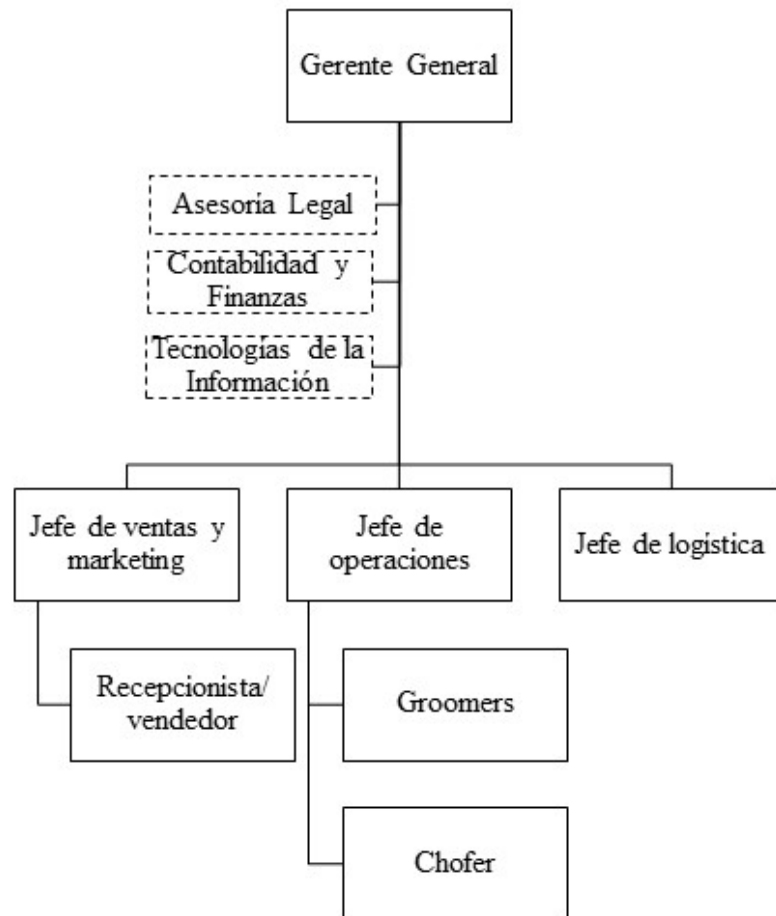 Gerente General
Asesoría Legal
Contabilidad y
Finanzas
Tecnologías de la
Información
Jefe de ventas y
marketing
Jefe de
operaciones
Jefe de logística
Recepcionista/
vendedor
Groomers
Chofer